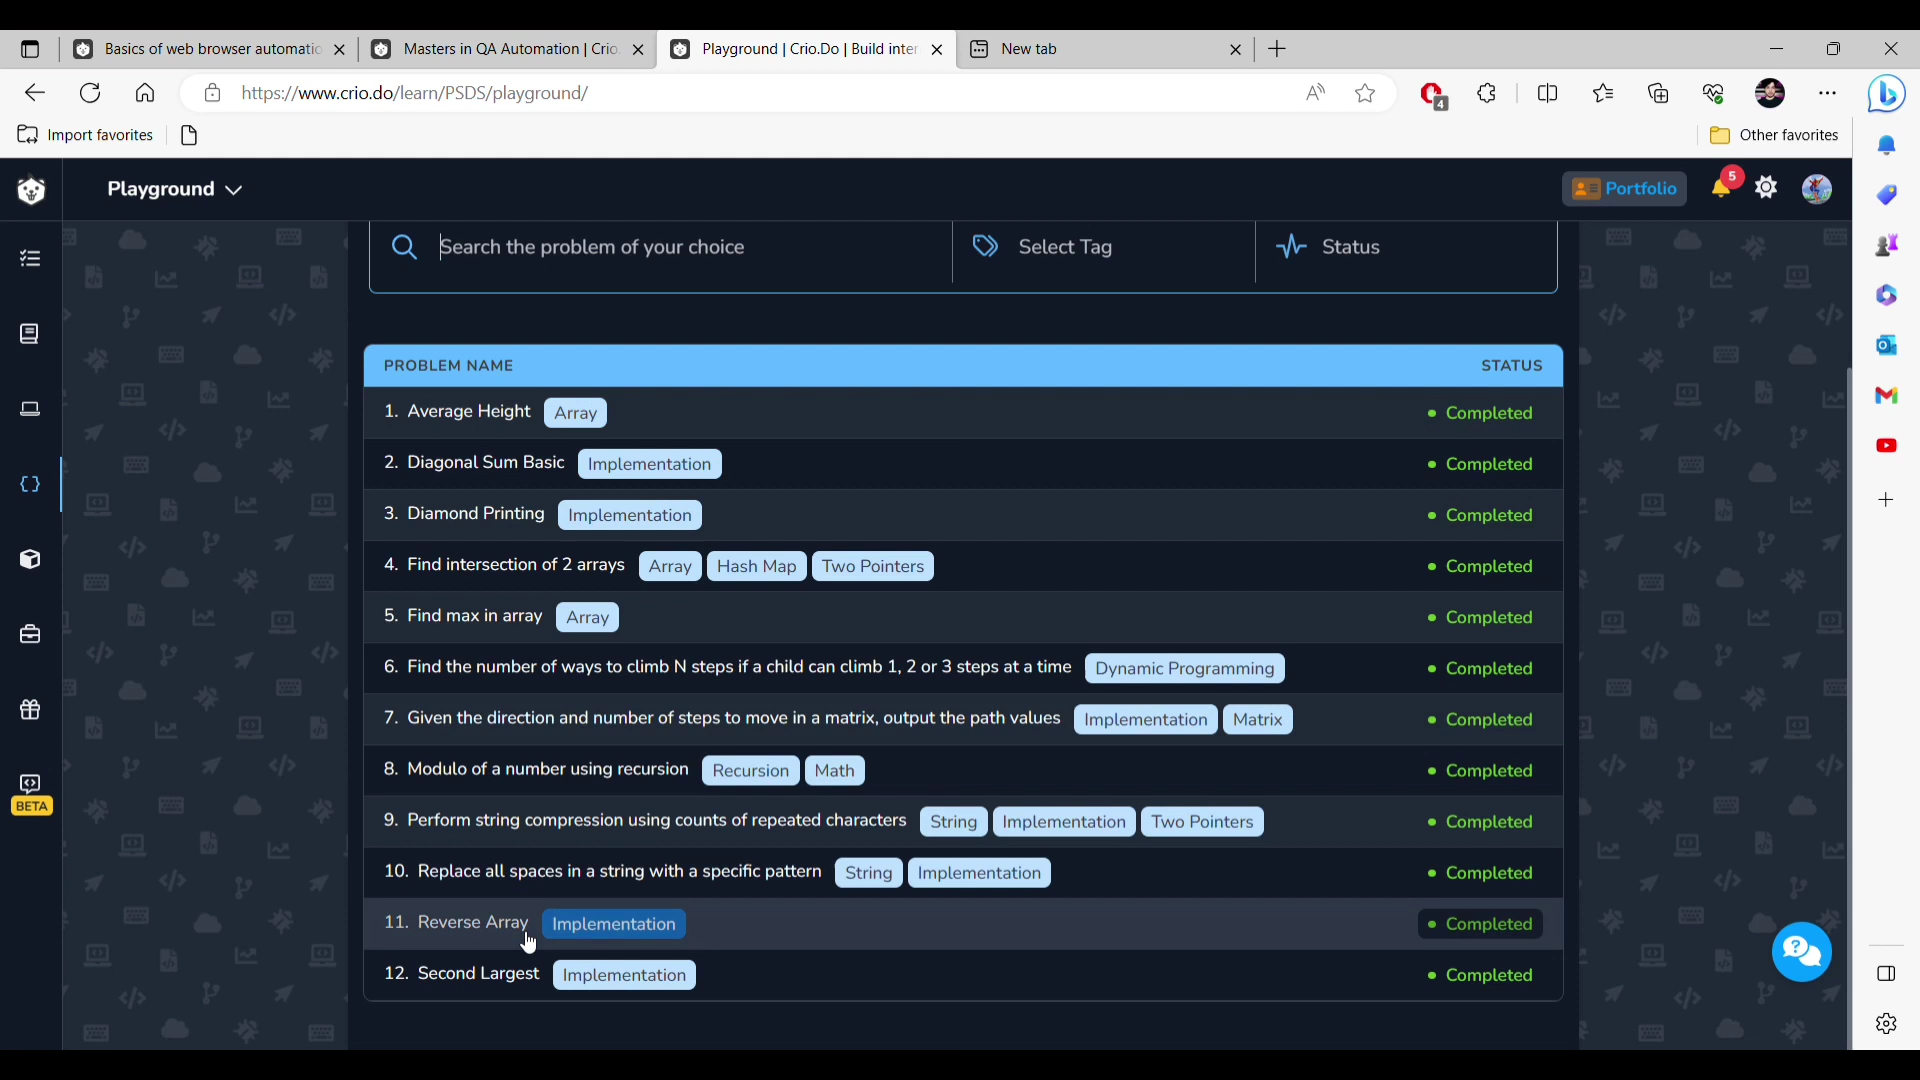 Basics of web browser automatic
Masters in QA Automation | Crio.
Playground | Crio.Do | Build inter
New tab
https://www.crio.do/learn/PSDS/playground/
4
Import favorites
Other favorites
Playground
Portfolio
5
Search the problem of your choice
Select Tag
Status
PROBLEM NAME STATUS
1. Average Height Array Completed
2. Diagonal Sum Basic Implementation Completed
3. Diamond Printing Implementation Completed
4. Find intersection of 2 arrays Array Hash Map Two Pointers Completed
5. Find max in array Array Completed
6. Find the number of ways to climb N steps if a child can climb 1, 2 or 3 steps at a time Dynamic Programming Completed
7. Given the direction and number of steps to move in a matrix, output the path values Implementation Matrix Completed
8. Modulo of a number using recursion Recursion Math Completed
9. Perform string compression using counts of repeated characters String Implementation Two Pointers Completed
10. Replace all spaces in a string with a specific pattern String Implementation Completed
11. Reverse Array Implementation Completed
12. Second Largest Implementation Completed
BETA